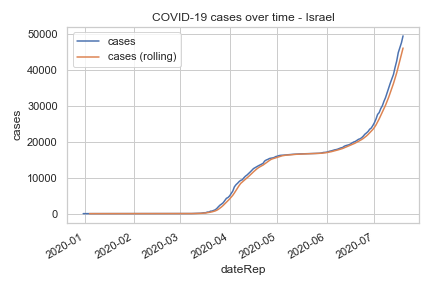 COVID-19 cases over time - Israel
cases
cases (rolling)
50000
40000
30000
20000
10000
0
cases
2020-01
2020-02
2020-03
2020-04
2020-05
2020-06
2020-07
dateRep